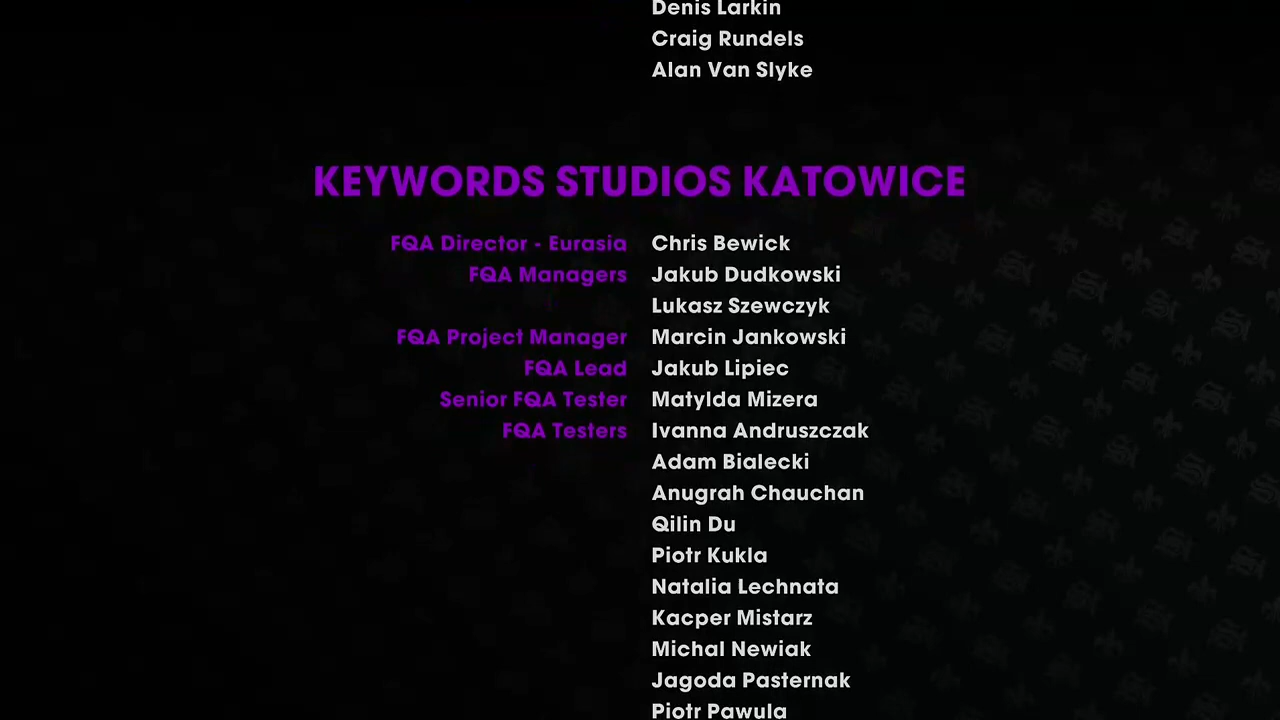 Denis Larkin
Craig Rundels
Alan Van Slyke
KEYWORDS STUDIOS KATOWICE
FQA Director - Eurasia Chris Bewick
FQA Managers Jakub Dudkowski
Lukasz Szewczyk
FQA Project Manager Marcin Jankowski
FQA Lead Jakub Lipiec
Senior FQA Tester Matylda Mizera
FQA Testers Ivanna Andruszczak
Adam Bialecki
Anugrah Chauchan
Qilin Du
Piotr Kukla
Natalia Lechnata
Kacper Mistarz
Michal Newiak
Jagoda Pasternak
Piotr Pawula